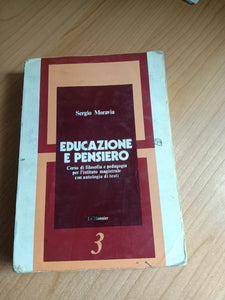 Sergio Moravia
EDUCAZIONE
E PENSIERO
Corso di filosofia e pedagogia
per l'istituto magistrale
con antologia di testi
Le Monnier
3